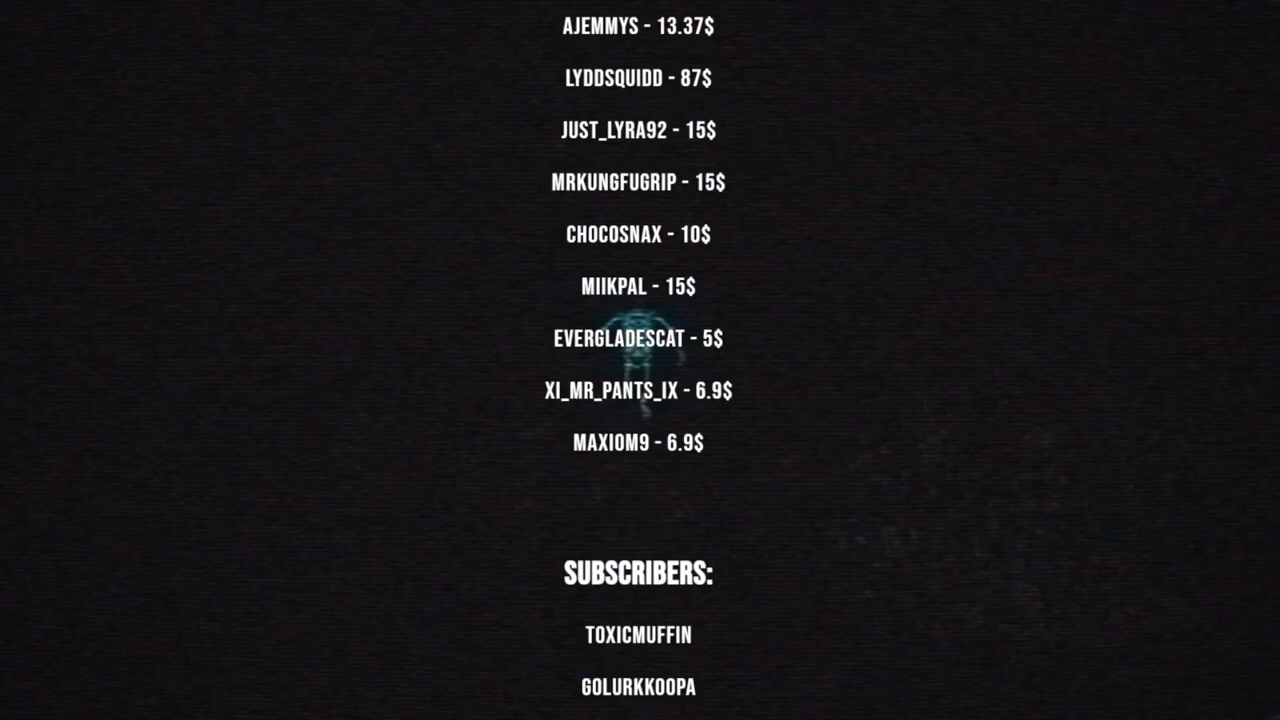 AJEMMYS - 13.37$
LYDDSQUIDD - 87$
JUST_LYRA92 - 15$
MRKUNGFUGRIP - 15$
CHOCOSNAX - 10$
MIIKPAL - 15$
EVERGLADESCAT - 5$
XI_MR_PANTS_IX - 6.9$
MAXIOM9 - 6.9$
SUBSCRIBERS:
TOXICMUFFIN
GOLURKKOOPA